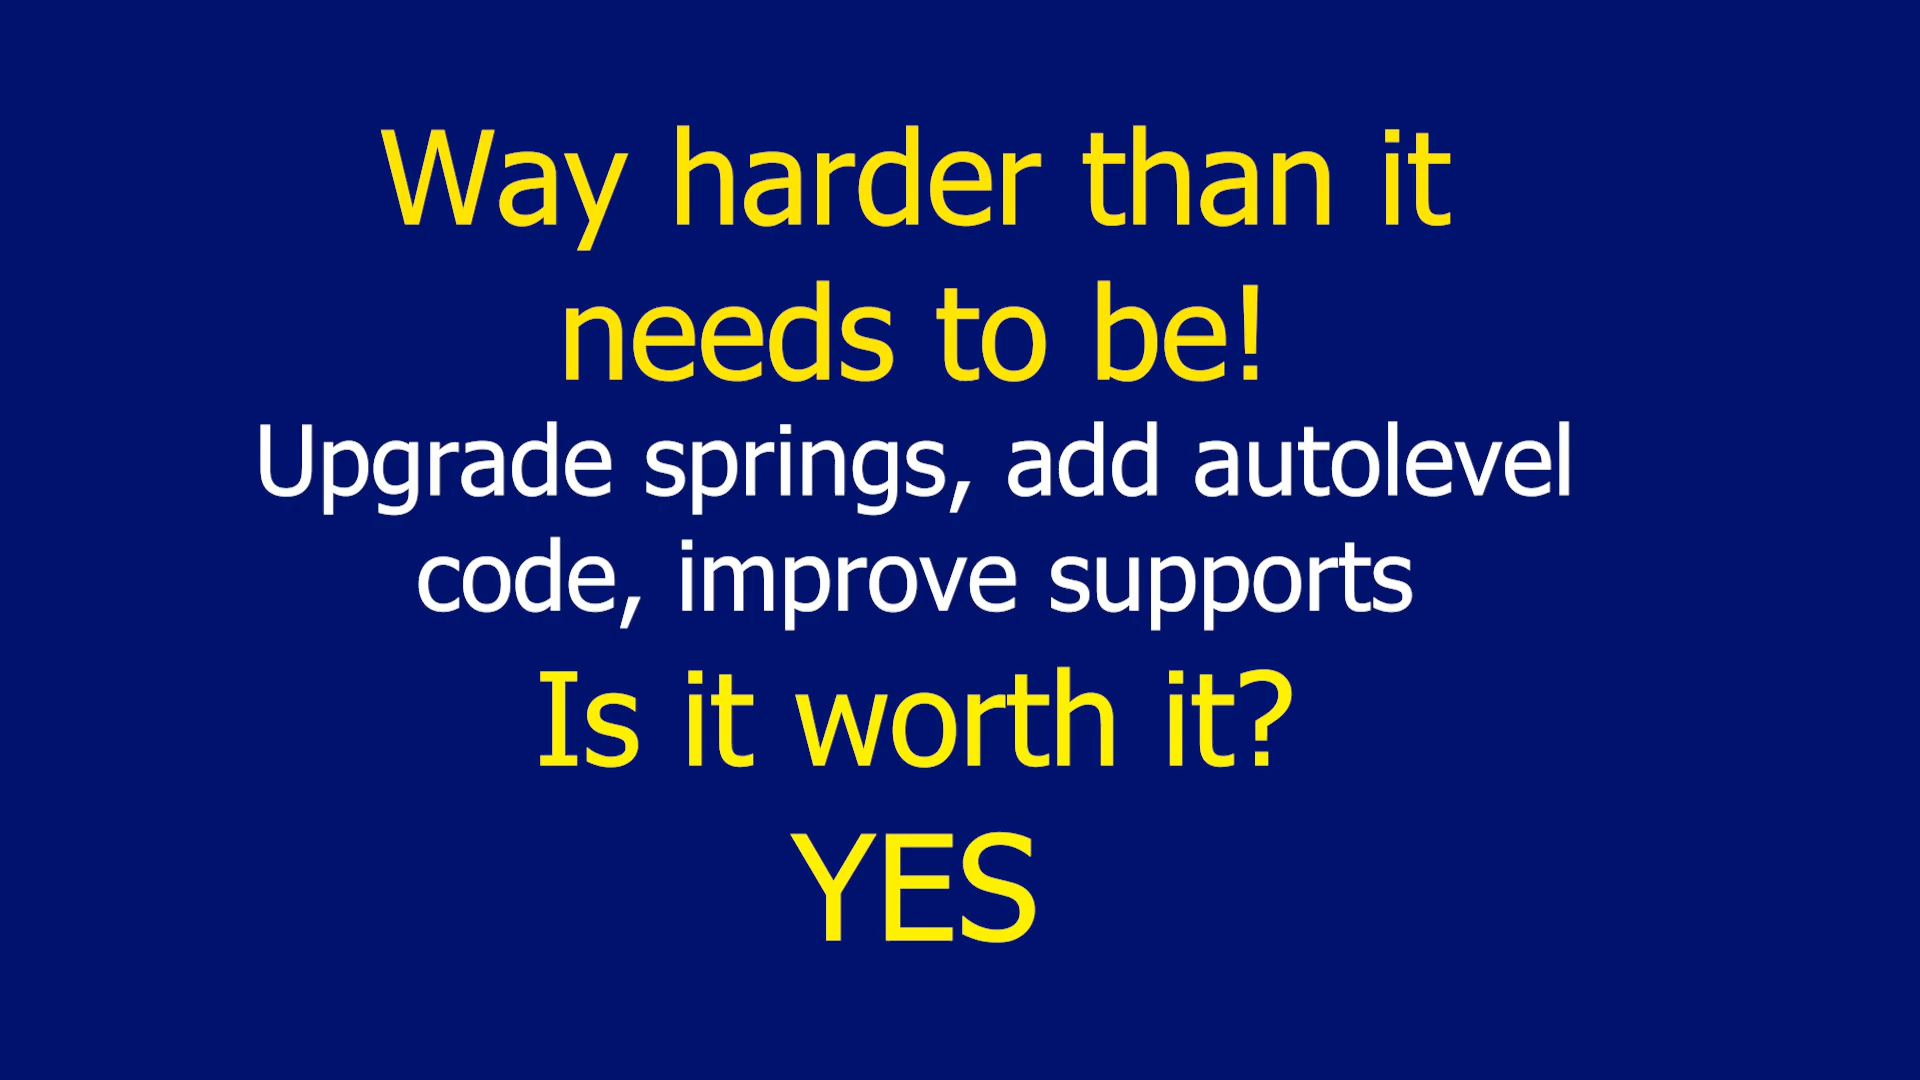 Way harder than it
needs to be!
Upgrade springs, add autolevel
code, improve supports
Is it worth it?
YES